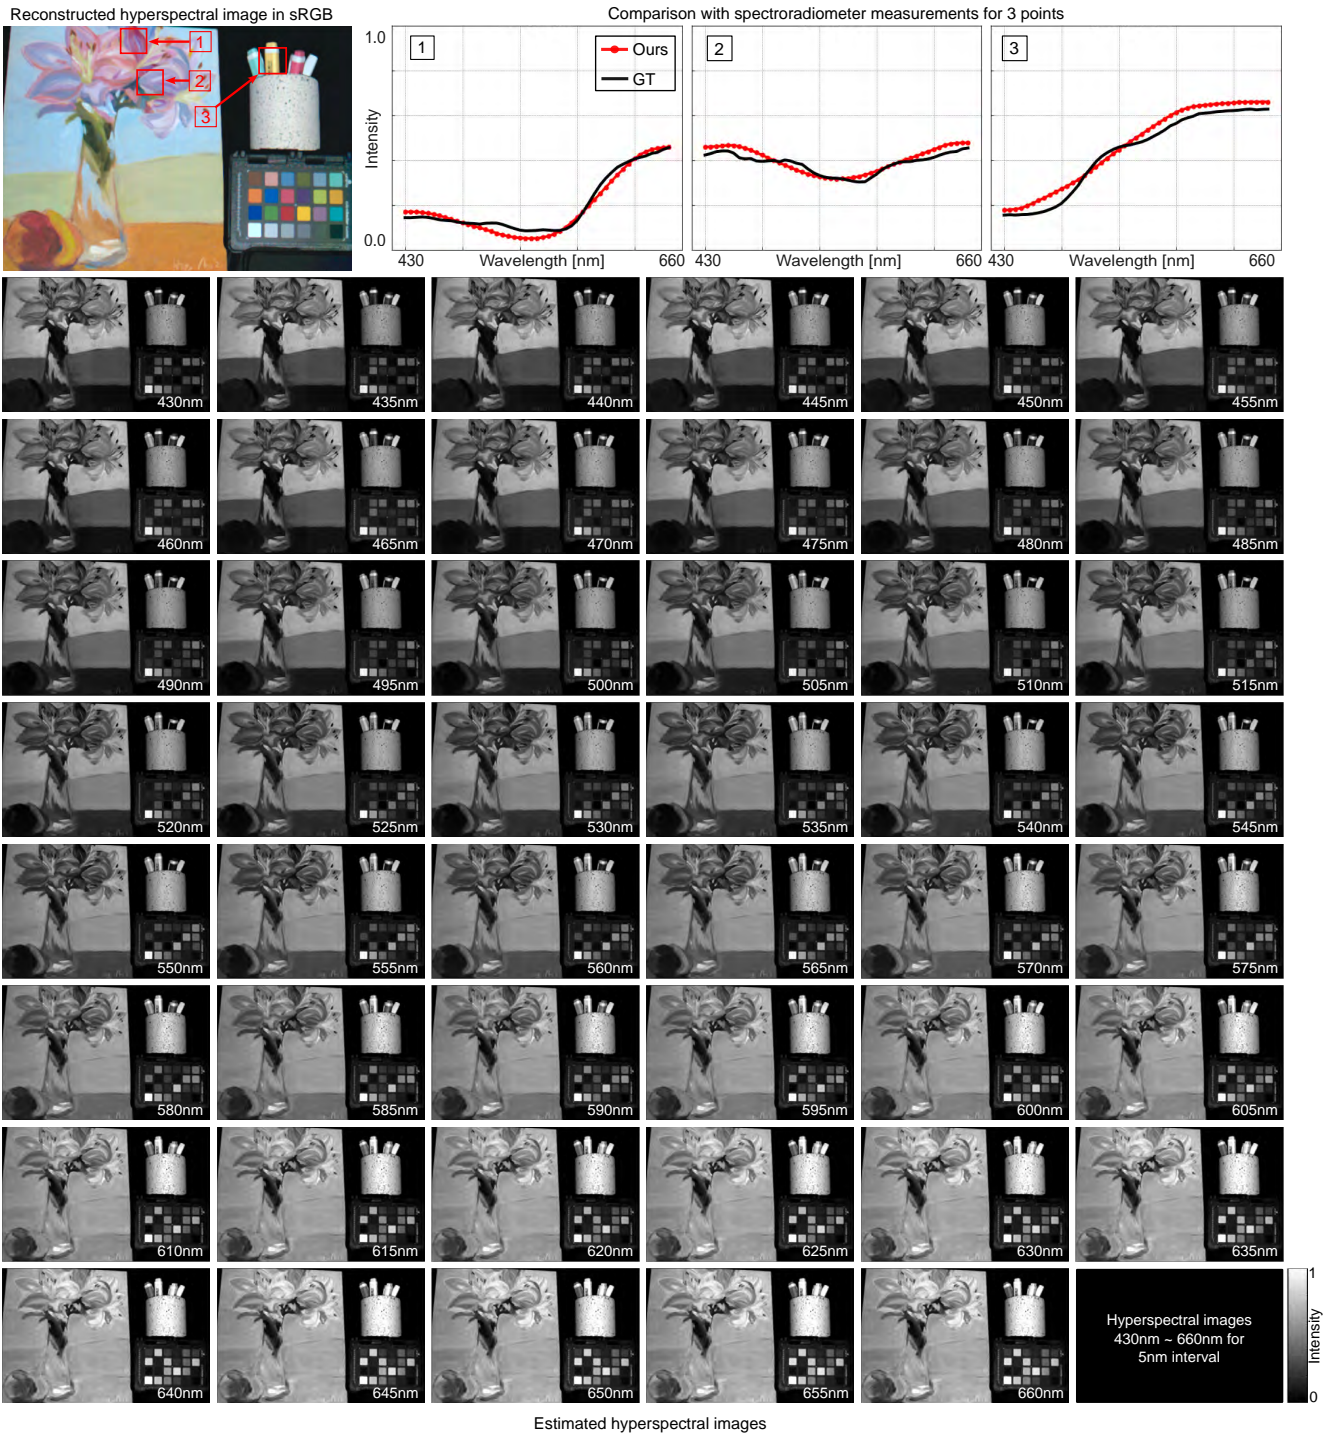 Reconstructed hyperspectral image in sRGB
Comparison with spectroradiometer measurements for 3 points
1
2
3
1.0
Intensity
0.0
1
Ours
GT
2
3
430 Wavelength [nm] 660
430 Wavelength [nm] 660
430 Wavelength [nm] 660
430nm 435nm 440nm 445nm 450nm 455nm
460nm 465nm 470nm 475nm 480nm 485nm
490nm 495nm 500nm 505nm 510nm 515nm
520nm 525nm 530nm 535nm 540nm 545nm
550nm 555nm 560nm 565nm 570nm 575nm
580nm 585nm 590nm 595nm 600nm 605nm
610nm 615nm 620nm 625nm 630nm 635nm
640nm 645nm 650nm 655nm 660nm
Hyperspectral images
430nm ~ 660nm for
5nm interval
1
Intensity
0
Estimated hyperspectral images